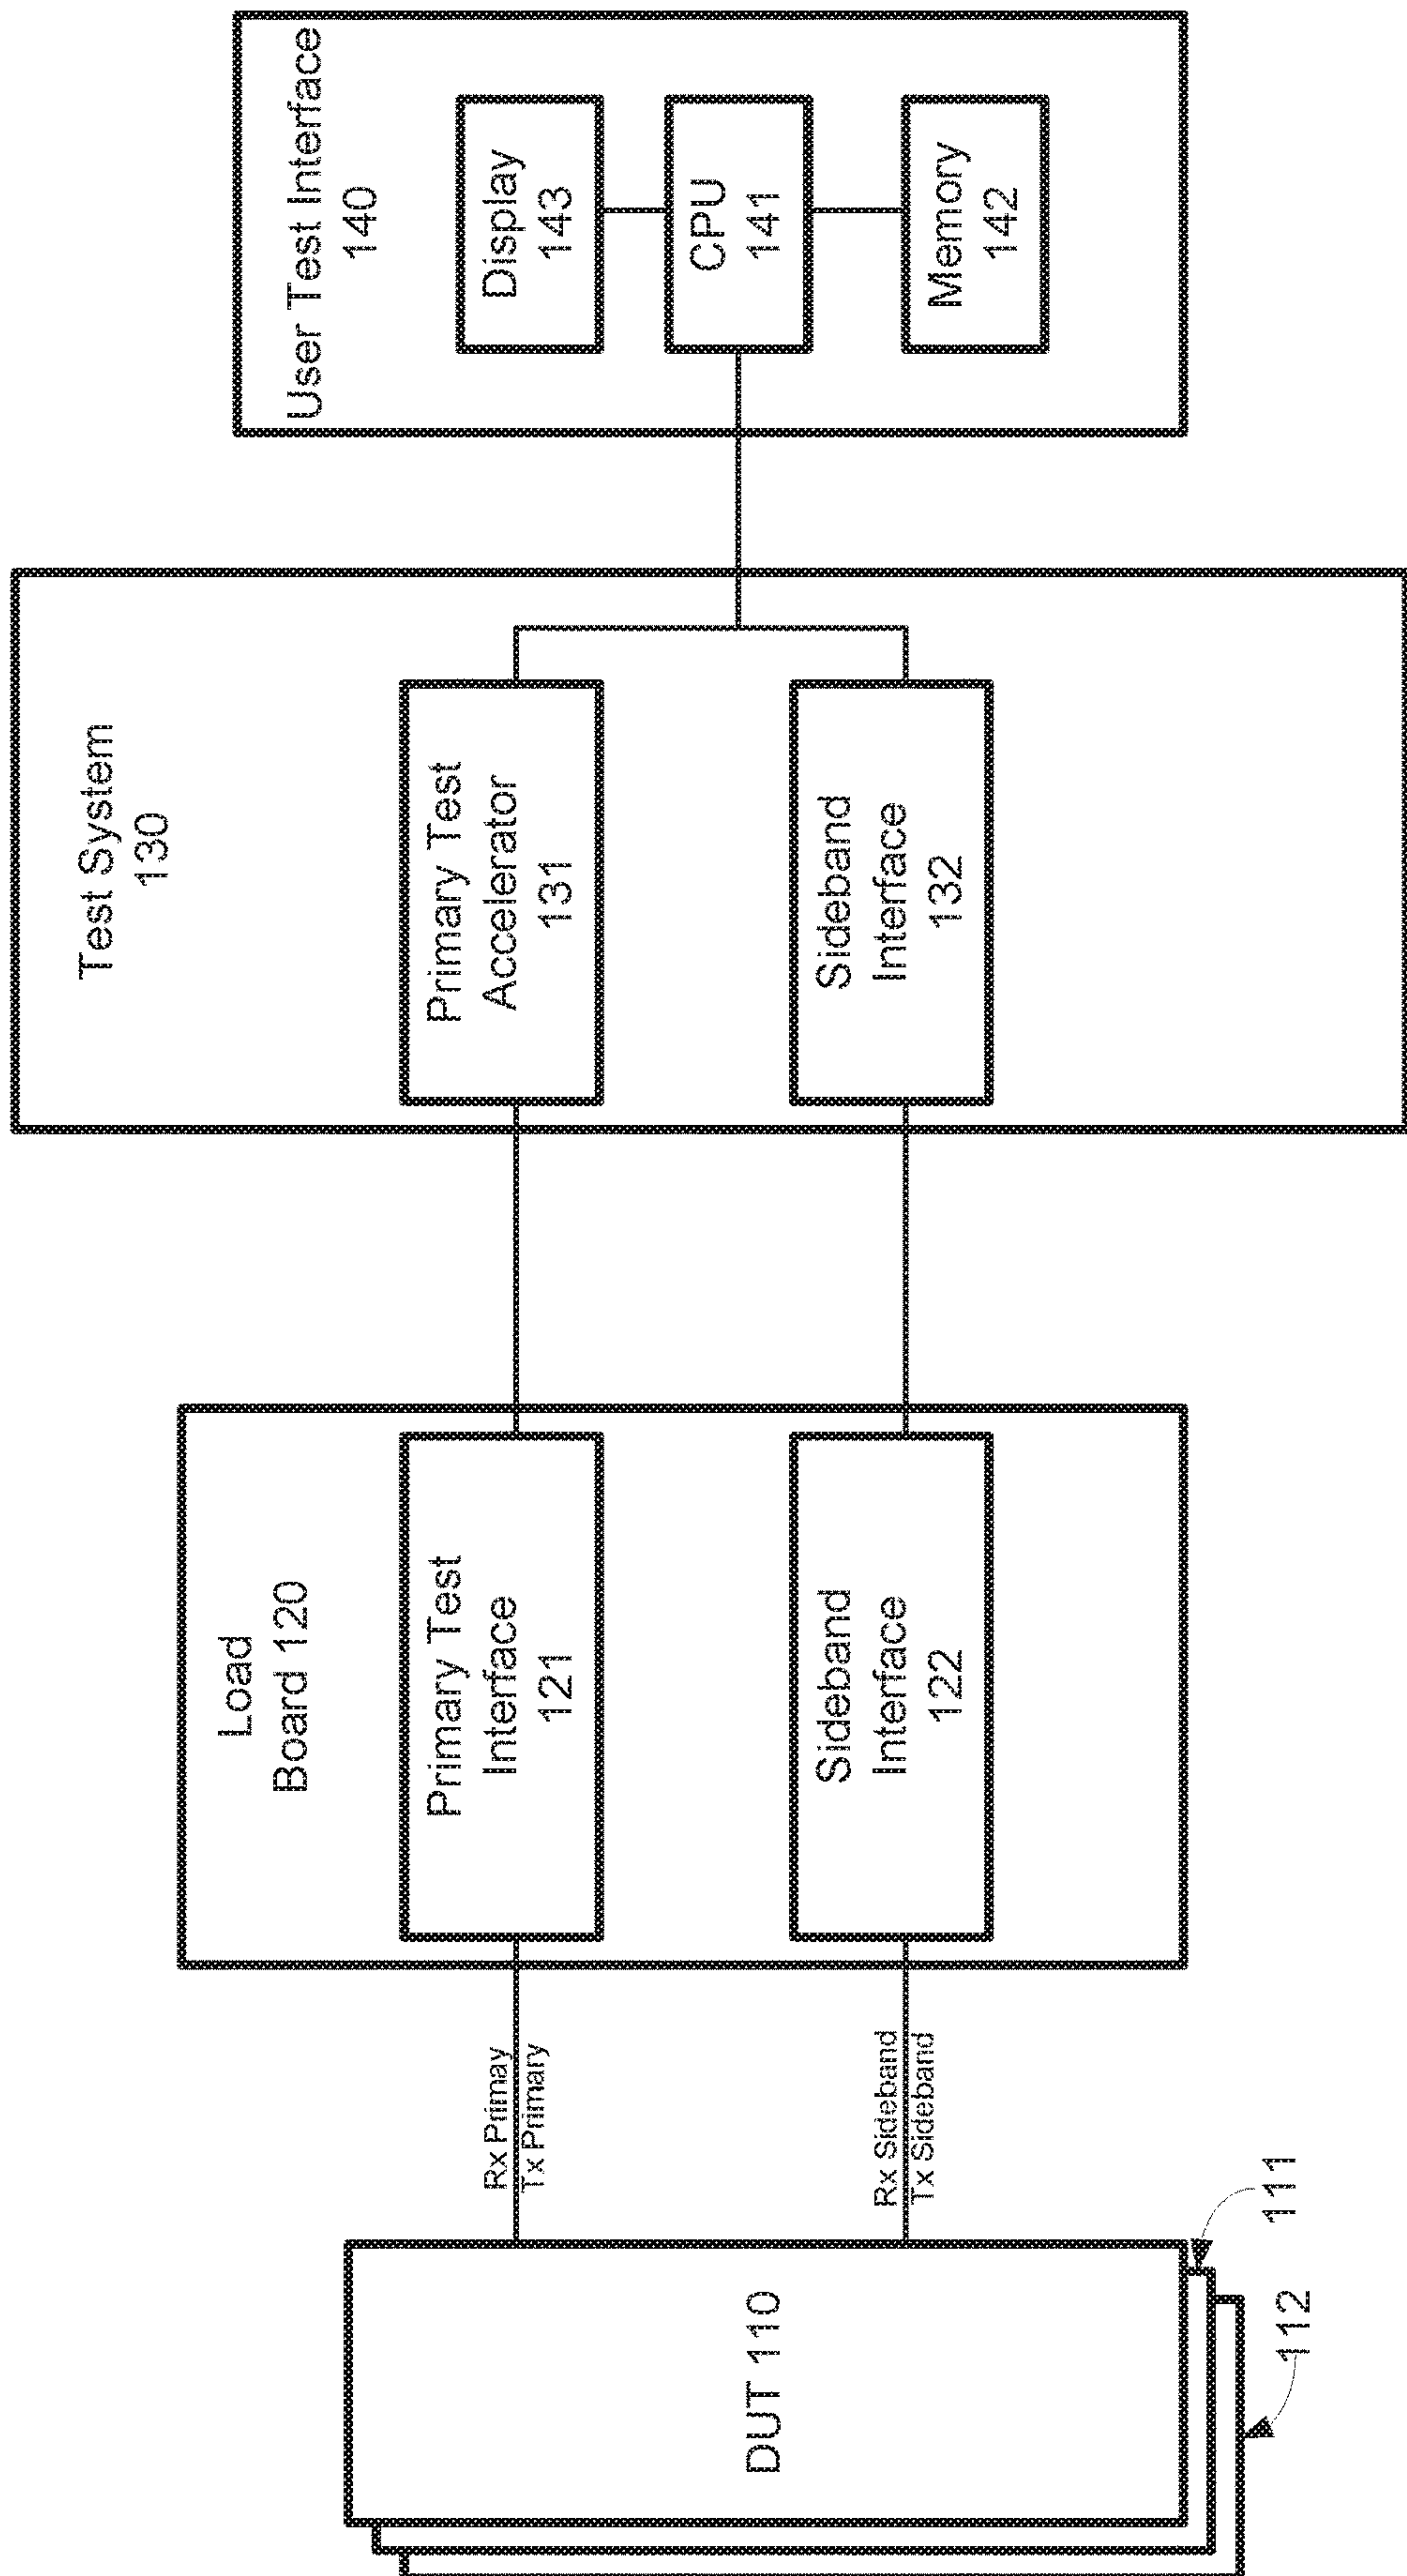 DUT 110
111
112
Rx Primay
Tx Primary
Rx Sideband
Tx Sideband
Load
Board 120
Primary Test
Interface
121
Sideband
Interface
122
Test System
130
Primary Test
Accelerator
131
Sideband
Interface
132
User Test Interface
140
Display
143
CPU
141
Memory
142